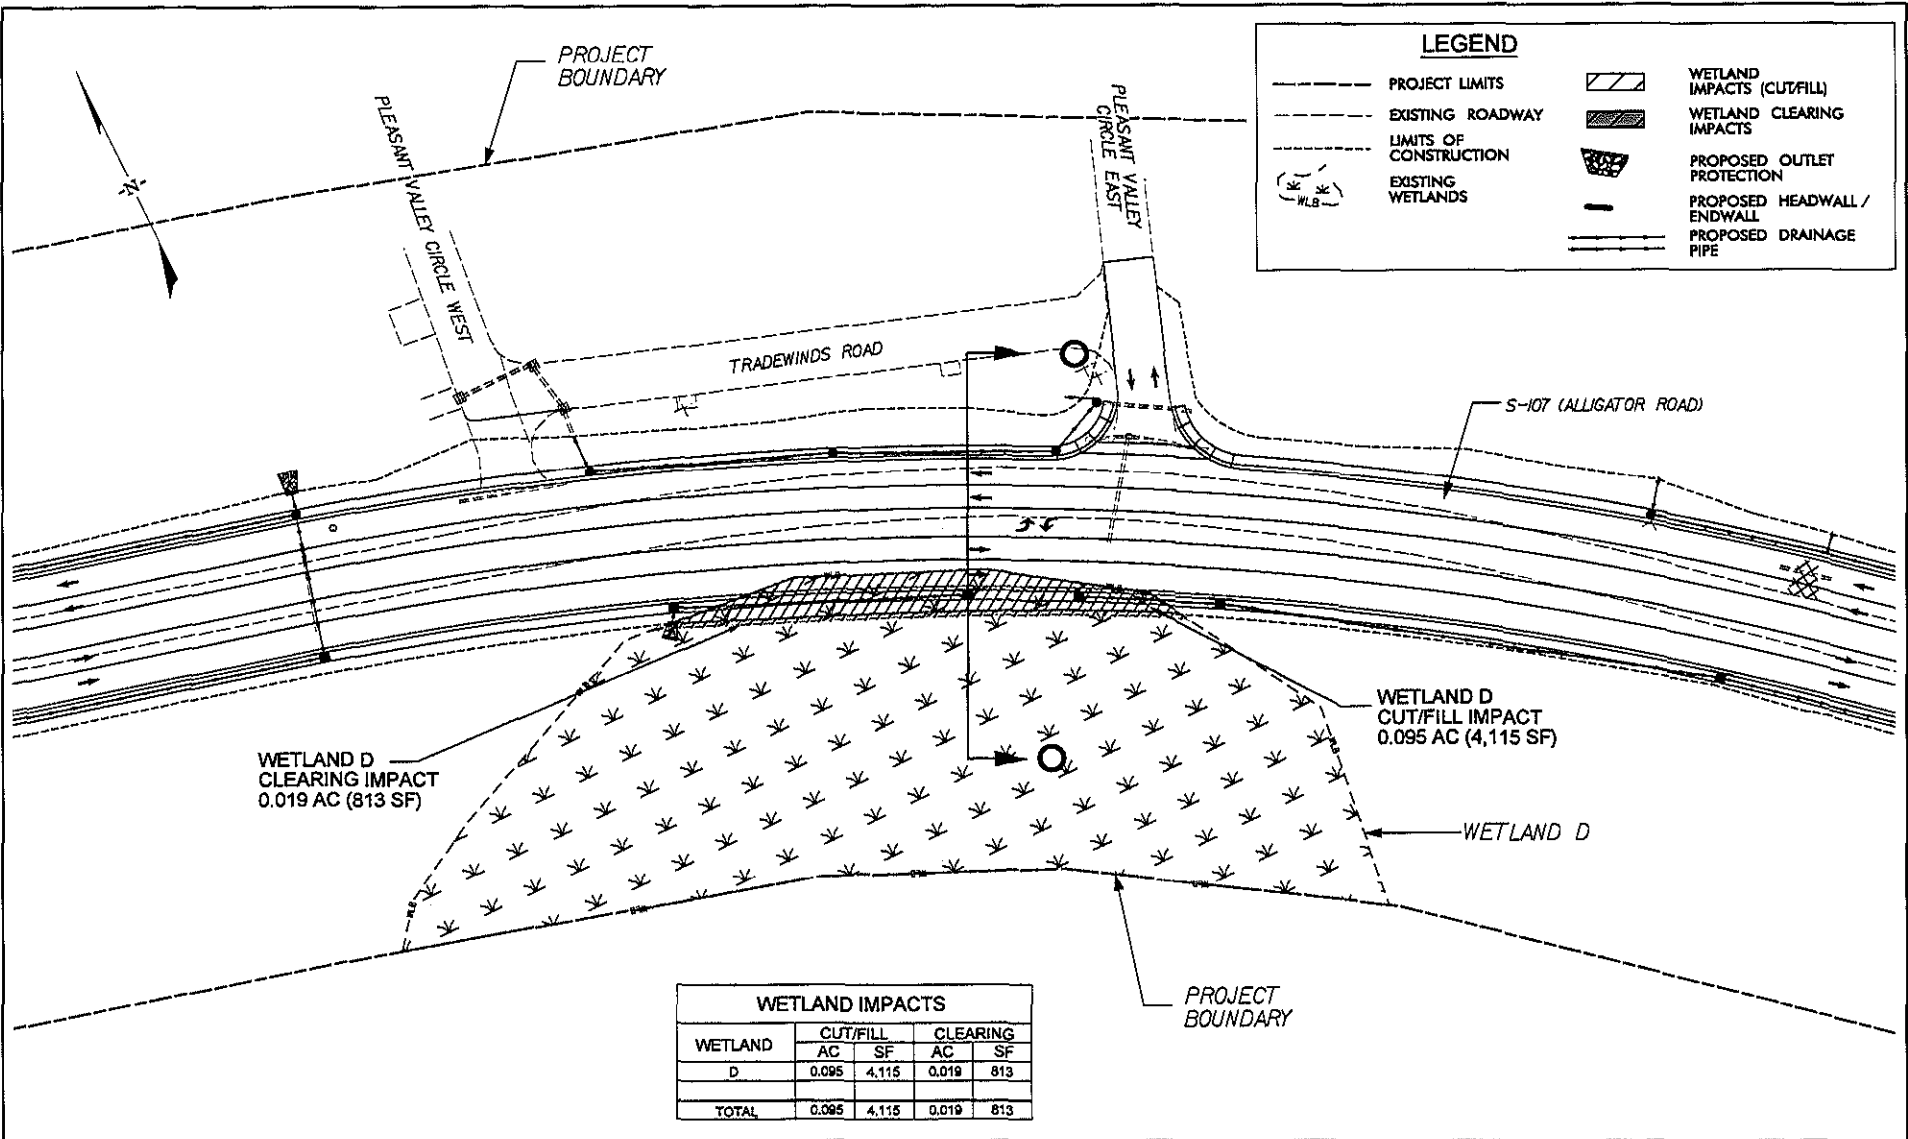 PROJECT
BOUNDARY
LEGEND
PROJECT LIMITS
EXISTING ROADWAY
LIMITS OF
CONSTRUCTION
WLB
EXISTING
WETLANDS
WETLAND
IMPACTS (CUT/FILL)
WETLAND CLEARING
IMPACTS
PROPOSED OUTLET
PROTECTION
PROPOSED HEADWALL /
ENDWALL
PROPOSED DRAINAGE
PIPE
N
PLEASANT VALLEY CIRCLE WEST
PLEASANT VALLEY
CIRCLE EAST
TRADEWINDS ROAD
S-107 (ALLIGATOR ROAD)
WETLAND D
CLEARING IMPACT
0.019 AC (813 SF)
WETLAND D
CUT/FILL IMPACT
0.095 AC (4,115 SF)
WLB
WLB
WETLAND D
PROJECT
BOUNDARY
WETLAND IMPACTS
WETLAND CUT/FILL CLEARING
AC SF AC SF
D 0.095 4,115 0.019 813
TOTAL 0.095 4,115 0.019 813